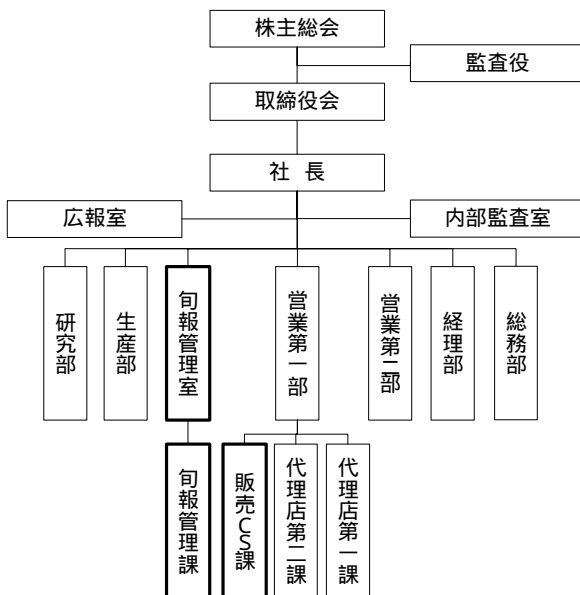 株主総会
監査役
取締役会
社 長
広報室
内部監査室
研究部
生産部
旬報管理室
営業第一部
営業第二部
経理部
総務部
旬報管理課
販売CS課
代理店第二課
代理店第一課